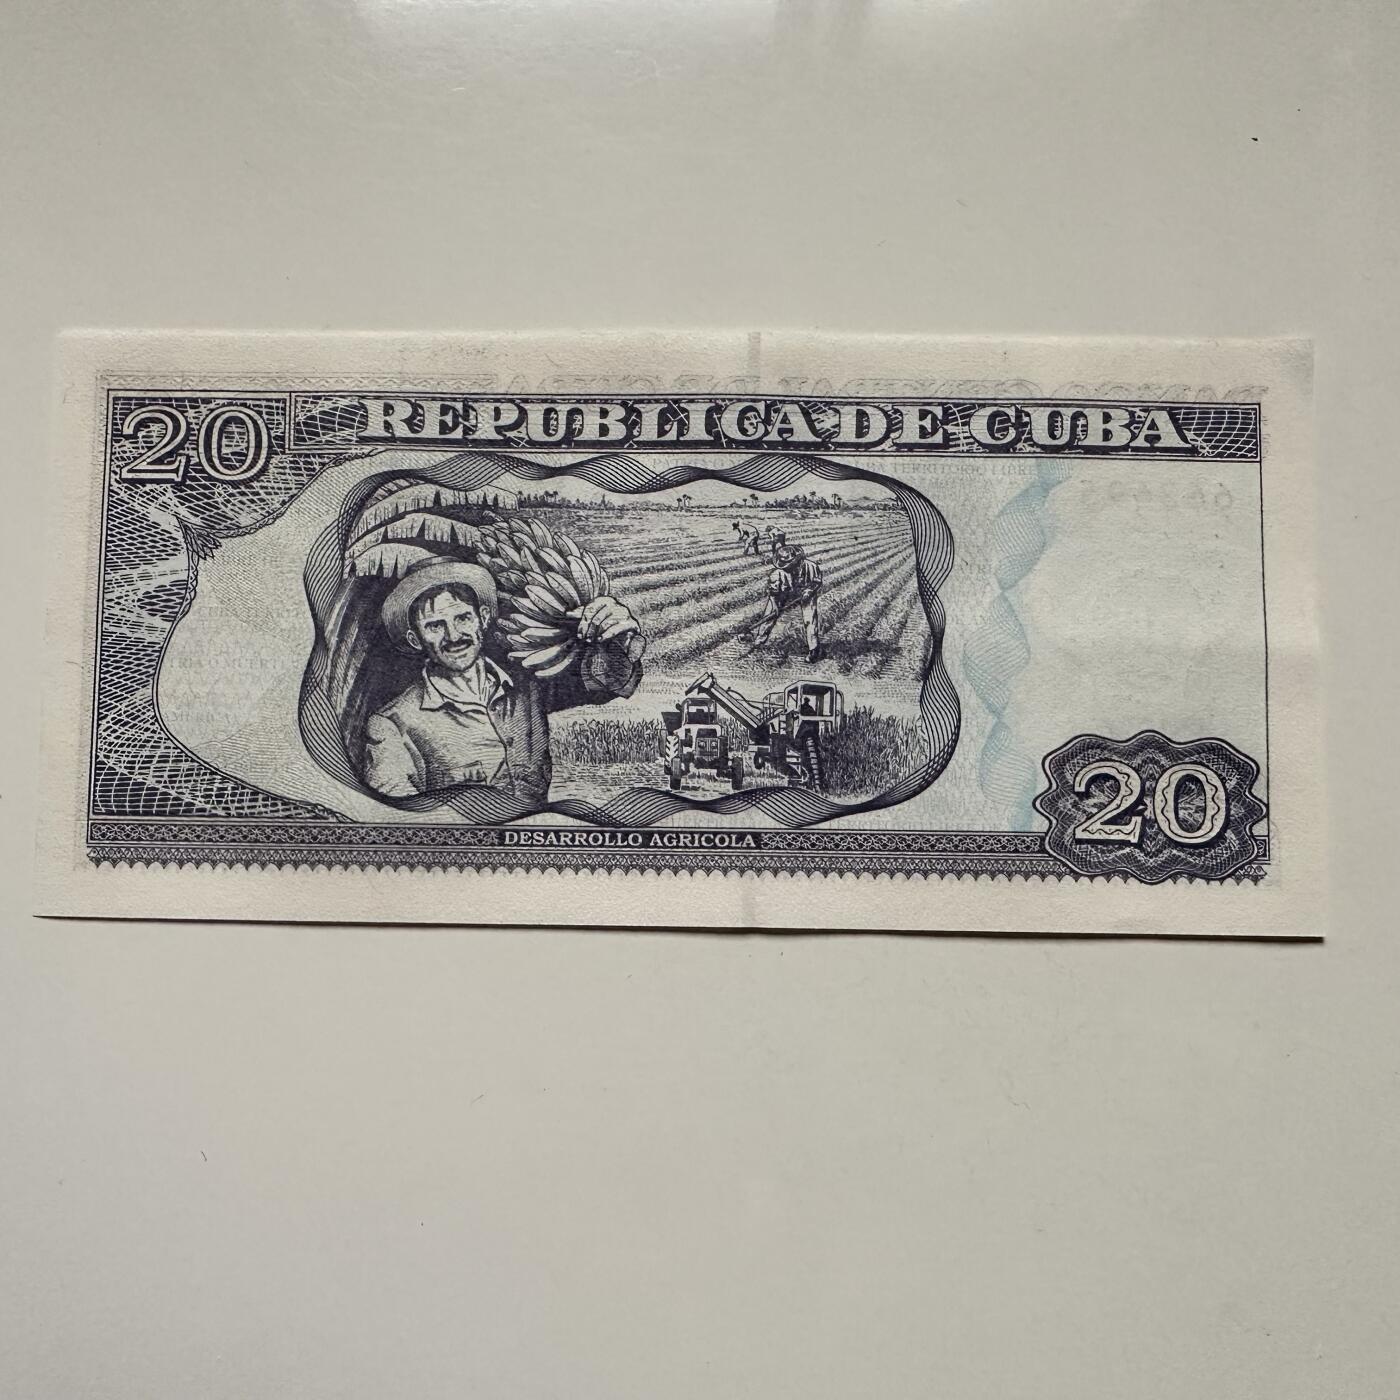 20 REPUBLICA DE CUBA
DESARROLLO AGRICOLA
20